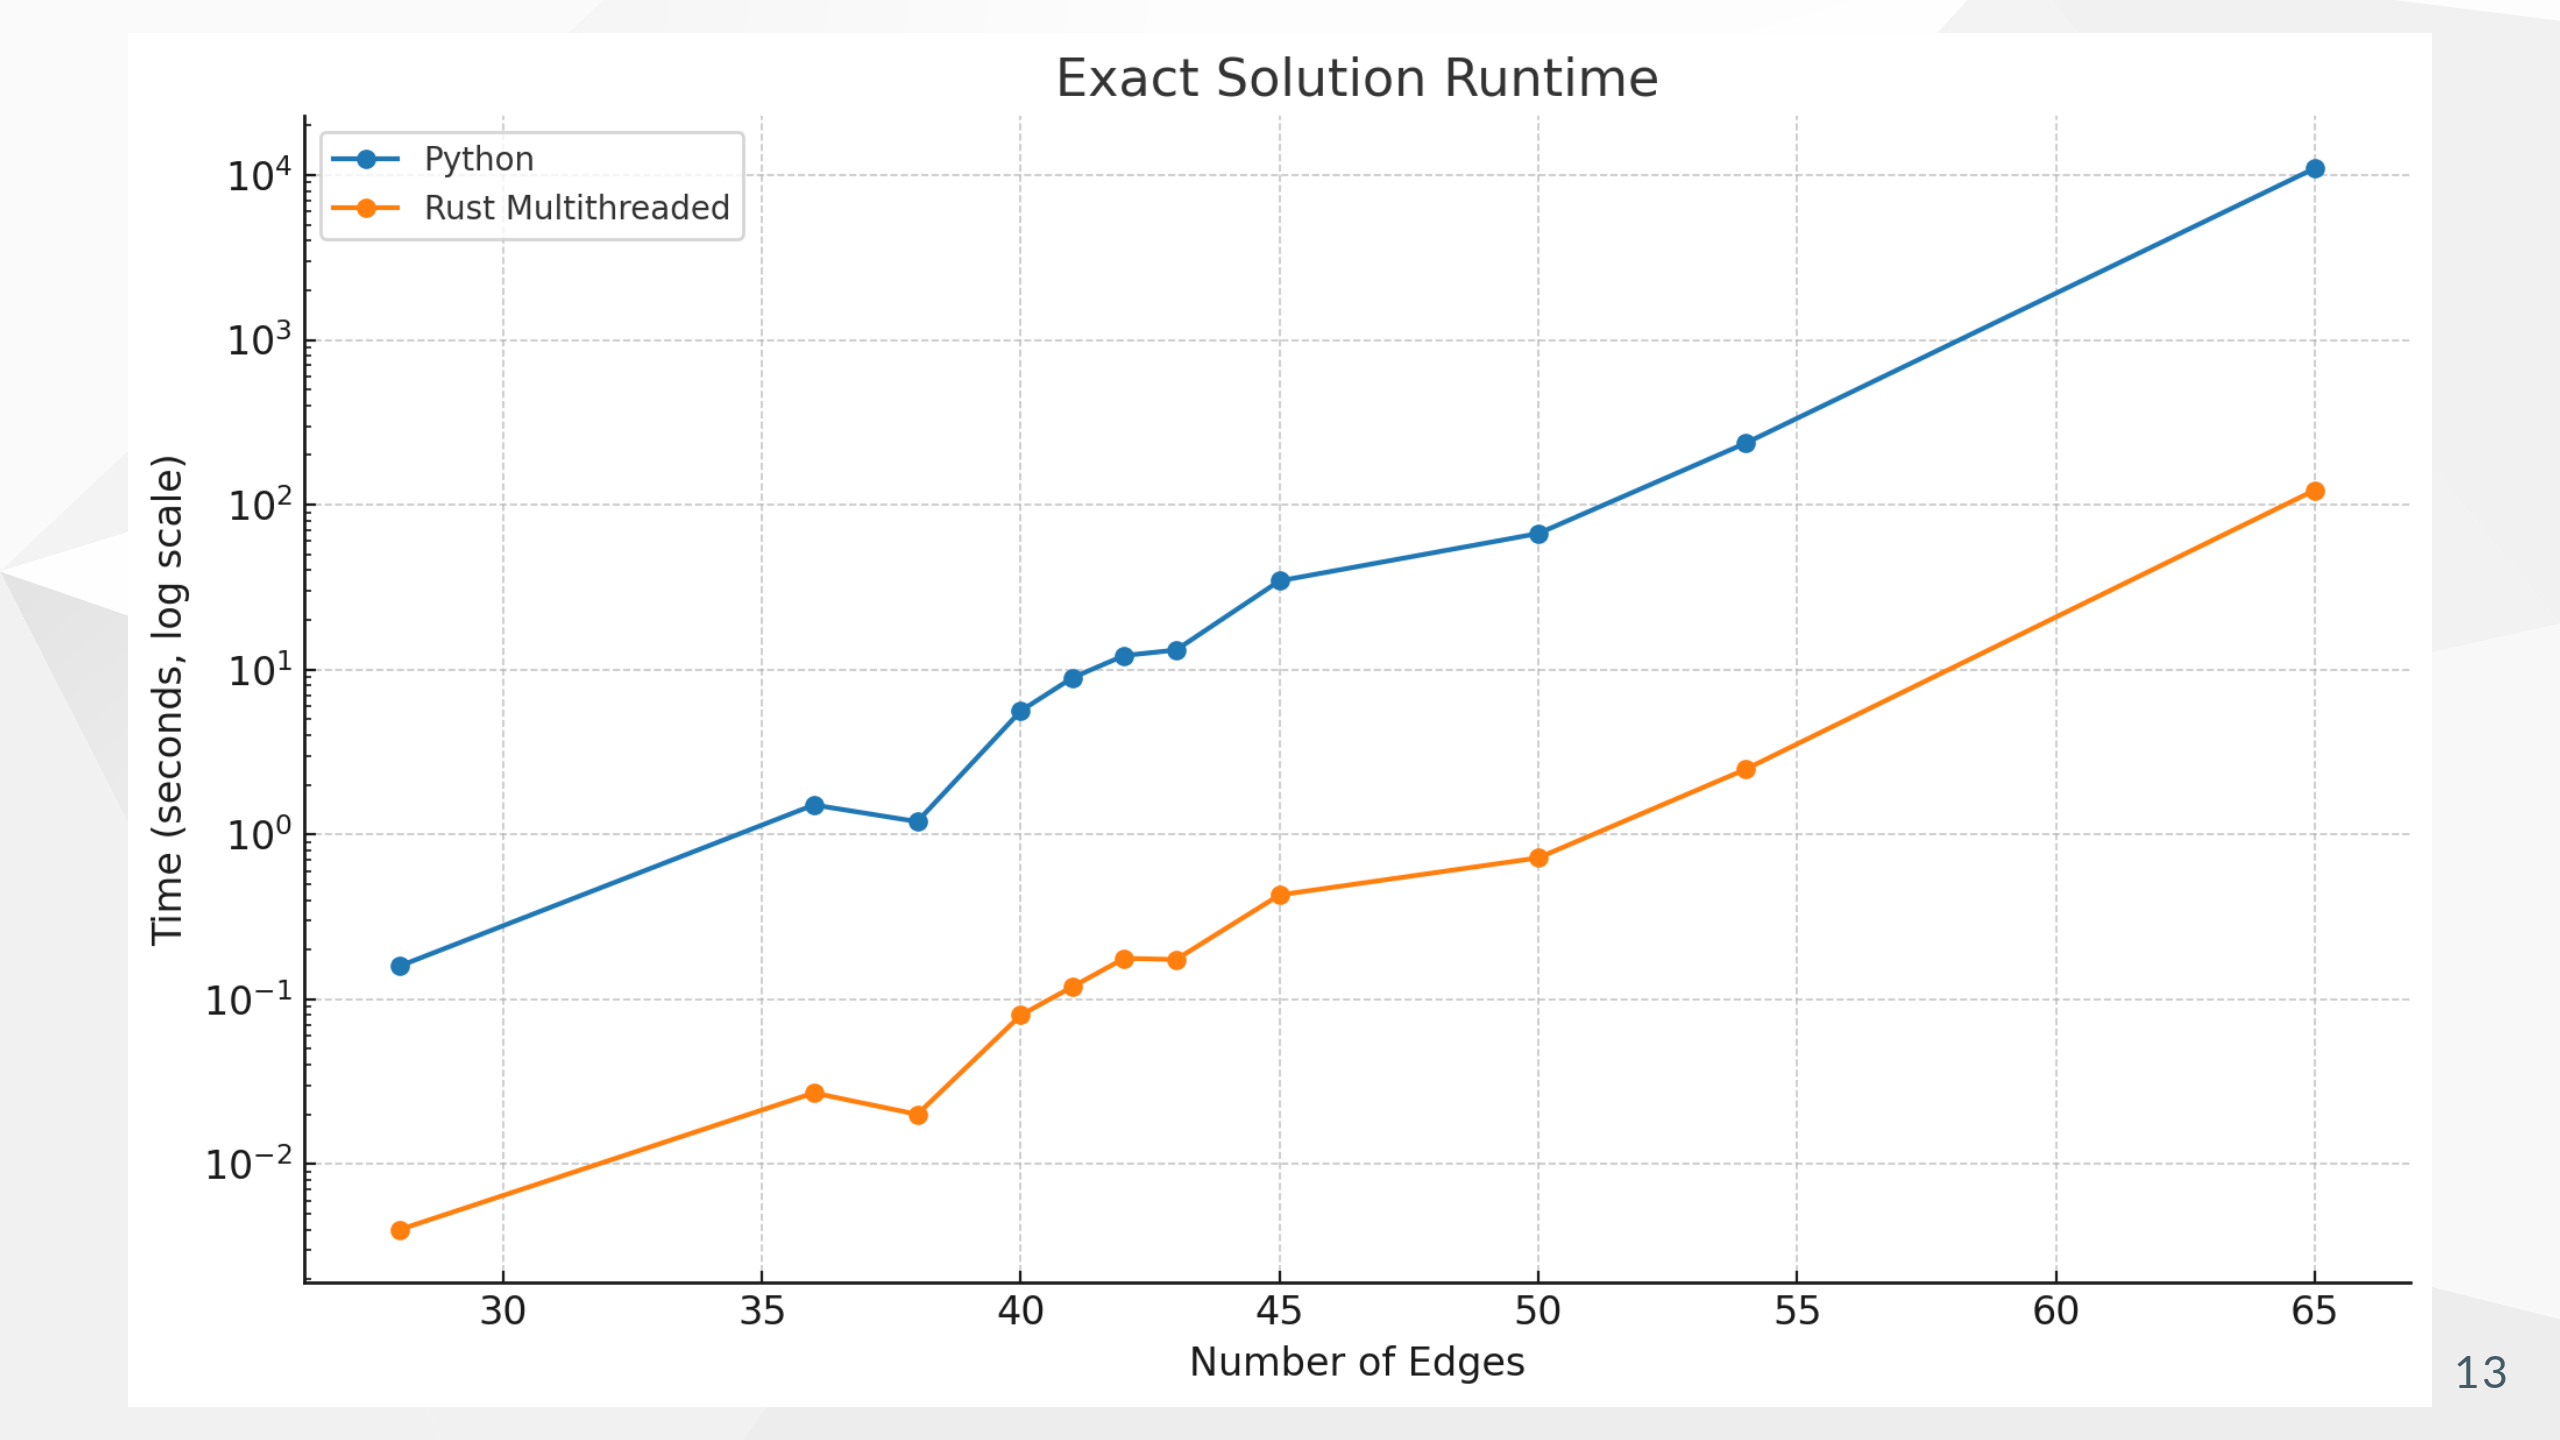 Exact Solution Runtime
Python
Rust Multithreaded
10⁴
10³
10²
10¹
10⁰
10⁻¹
10⁻²
Time (seconds, log scale)
30 35 40 45 50 55 60 65
Number of Edges
13